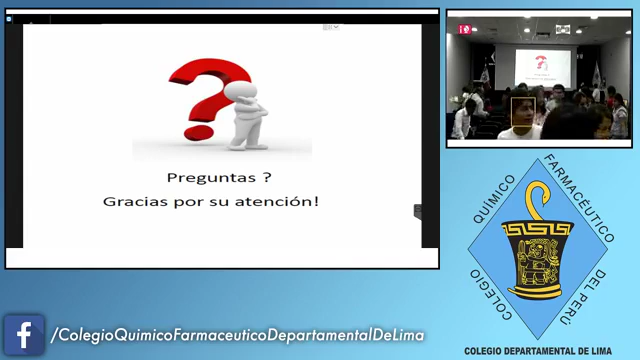 Preguntas ?
Gracias por su atención!
QUÍMICO
FARMACÉUTICO
COLEGIO
DEL PERÚ
COLEGIO DEPARTAMENTAL DE LIMA
/ColegioQuimicoFarmaceuticoDepartamentalDeLima